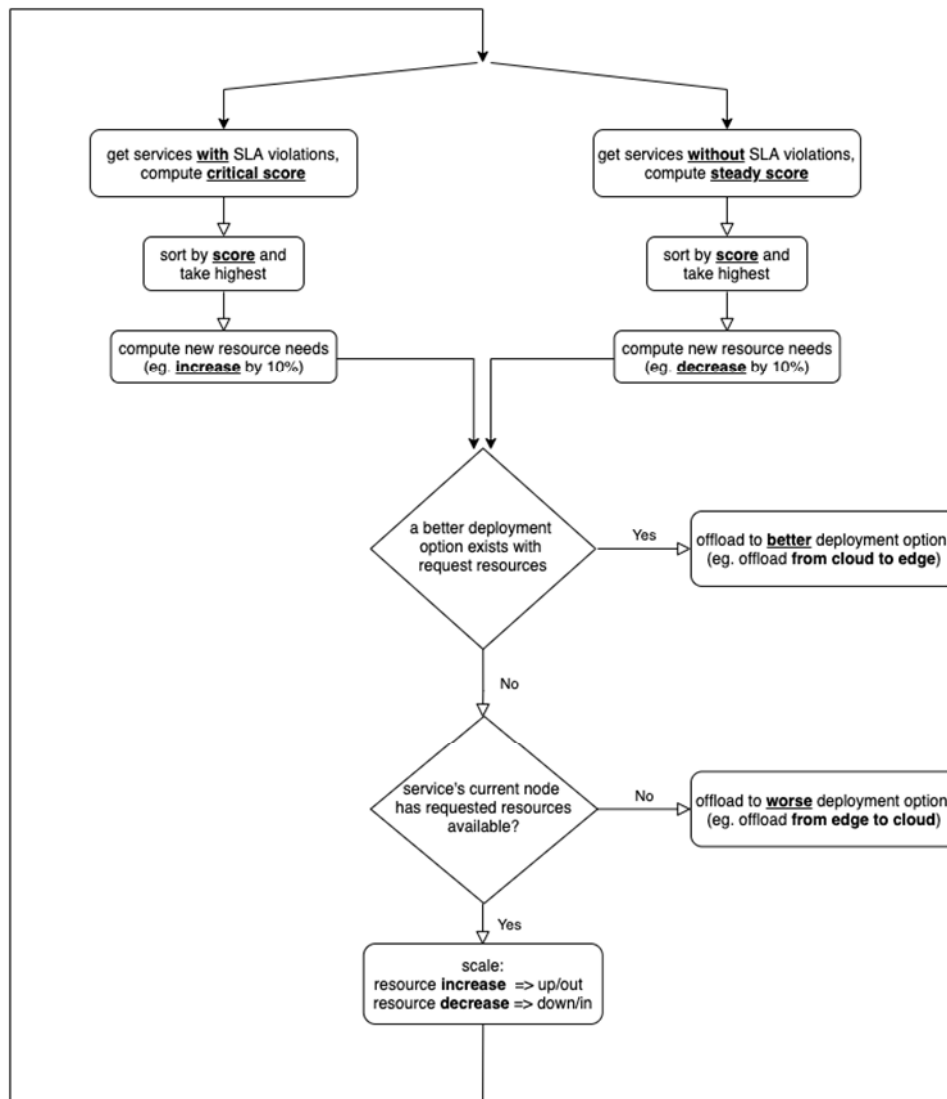 get services with SLA violations,
compute critical score
get services without SLA violations,
compute steady score
sort by score and
take highest
sort by score and
take highest
compute new resource needs
(eg. increase by 10%)
compute new resource needs
(eg. decrease by 10%)
a better deployment
option exists with
request resources
Yes
offload to better deployment option
(eg. offload from cloud to edge)
No
service's current node
has requested resources
available?
No
offload to worse deployment option
(eg. offload from edge to cloud)
Yes
scale:
resource increase => up/out
resource decrease => down/in